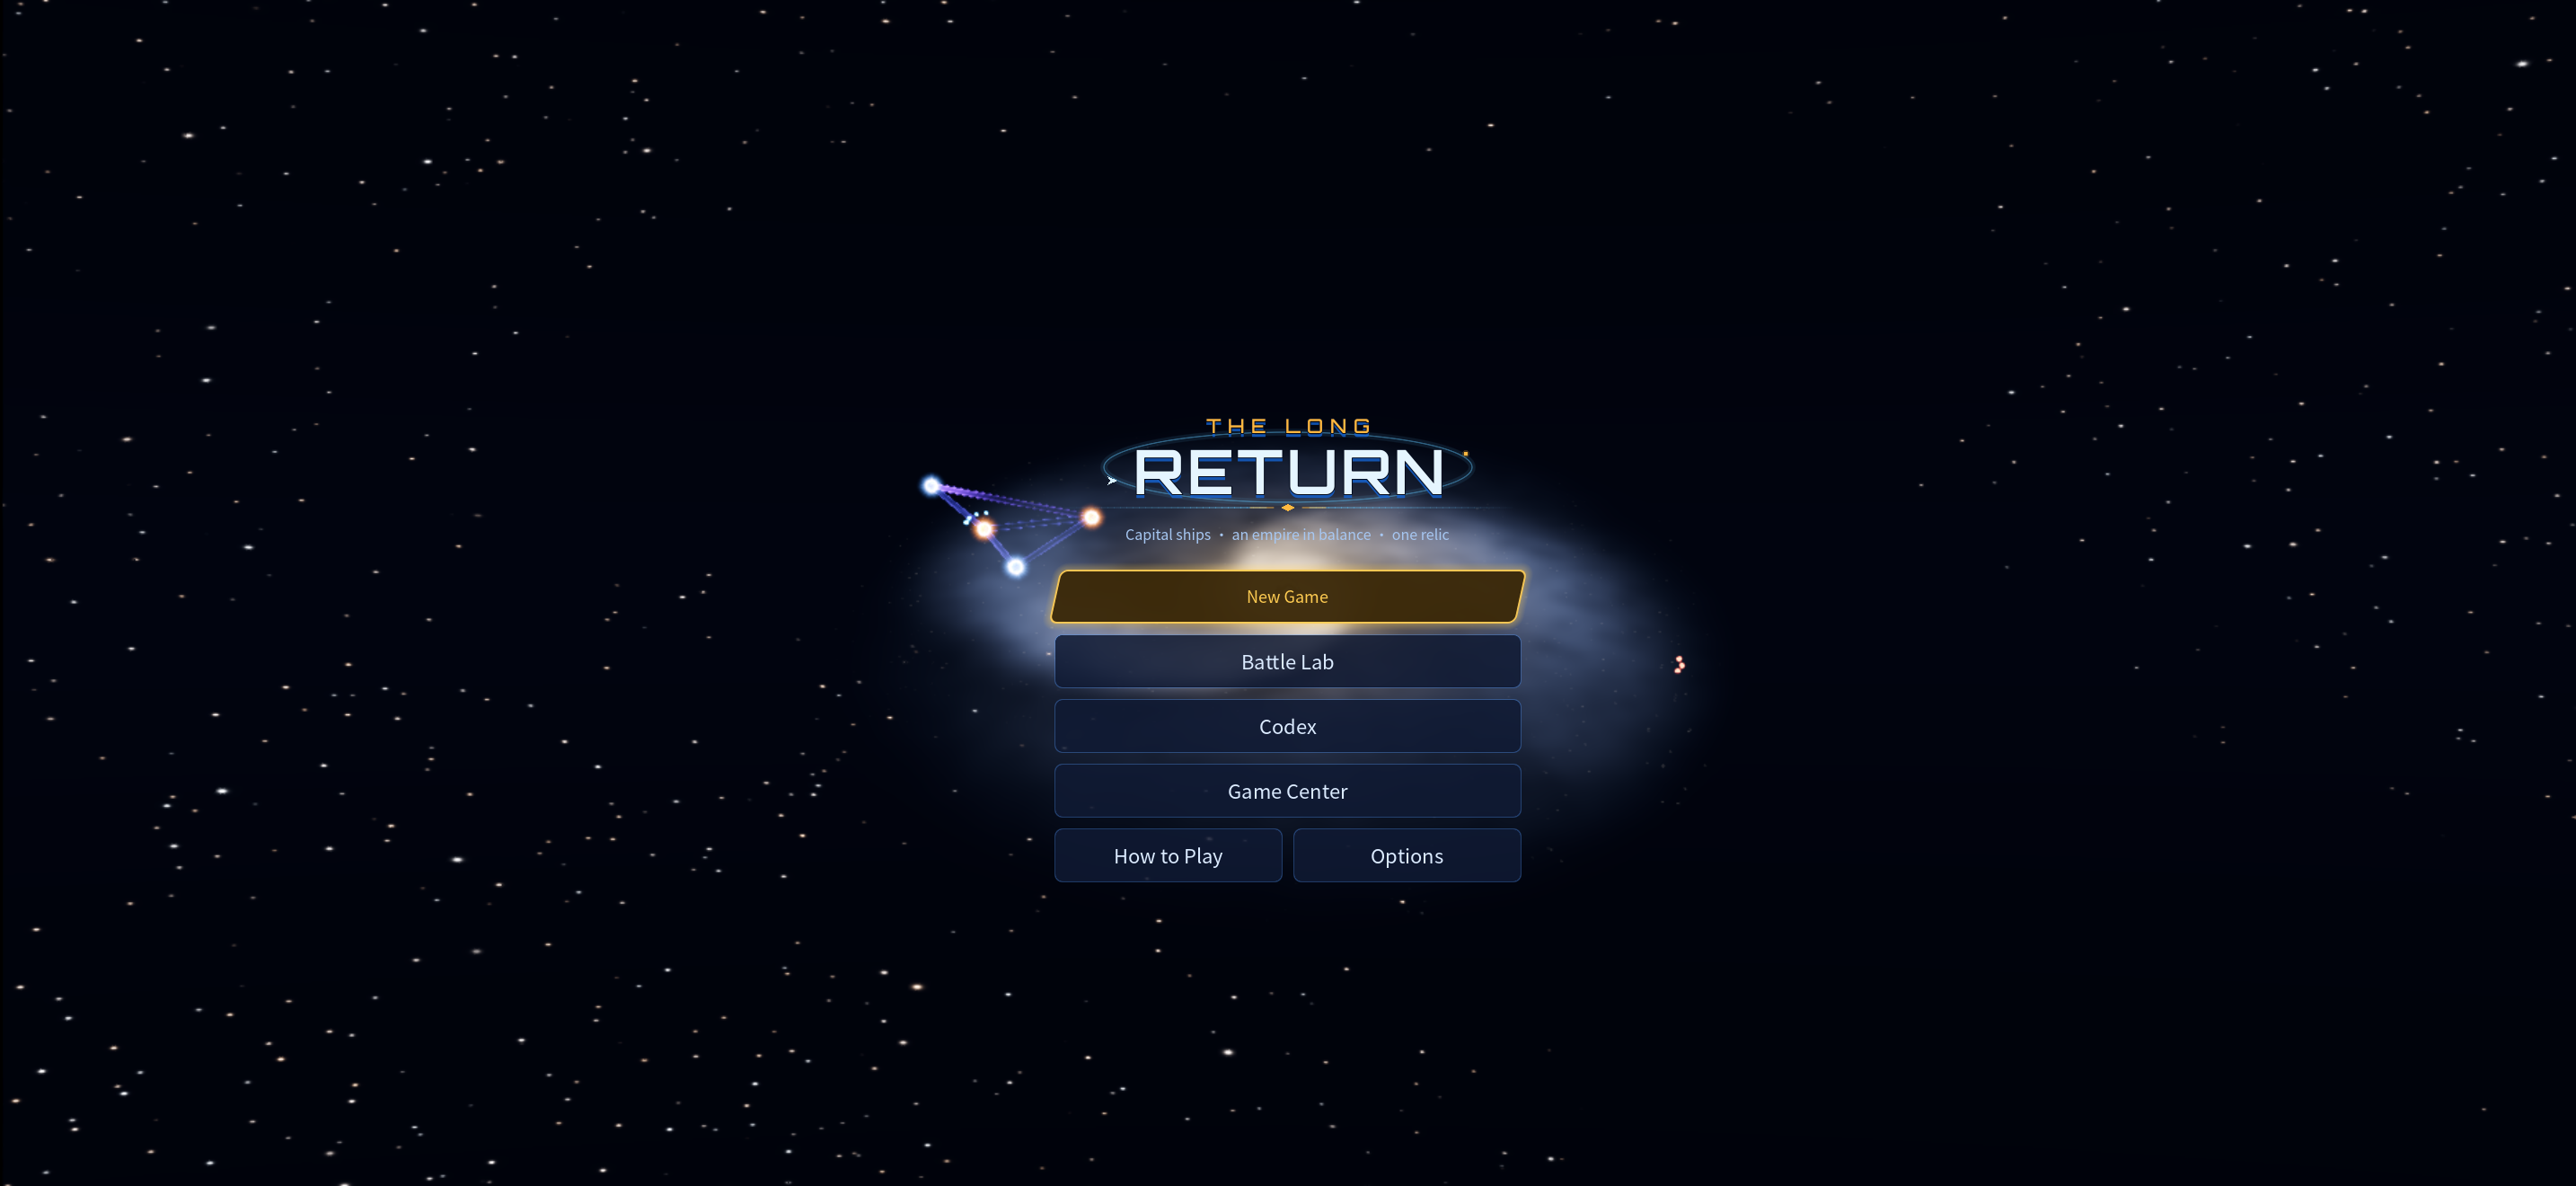 THE LONG
RETURN
Capital ships • an empire in balance • one relic
New Game
Battle Lab
Codex
Game Center
How to Play
Options